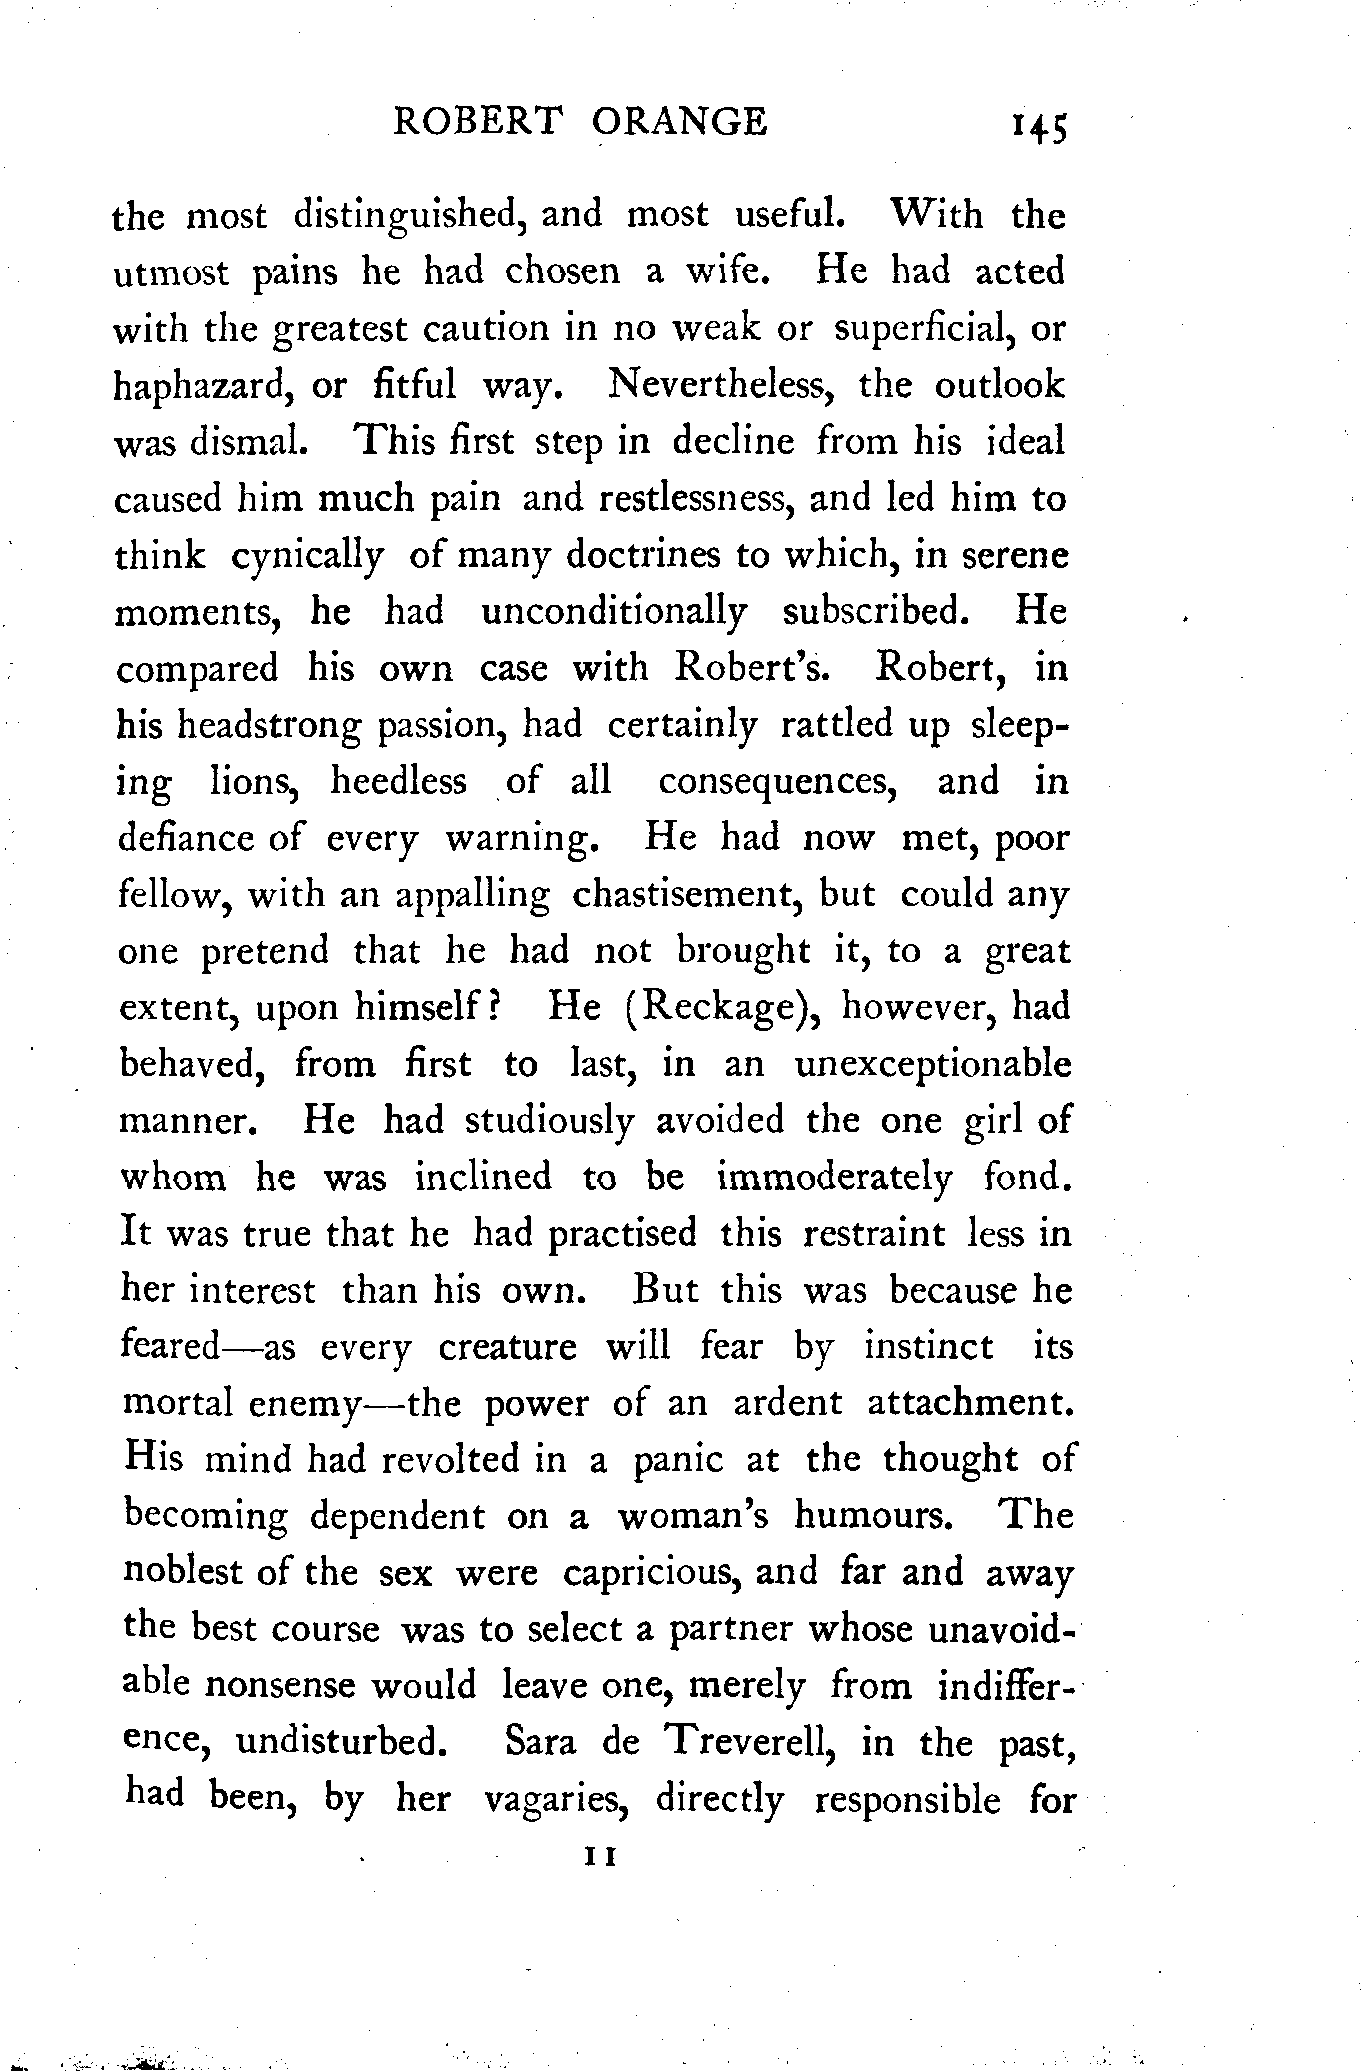 ROBERT ORANGE 145
the most distinguished, and most useful. With the
utmost pains he had chosen a wife. He had acted
with the greatest caution in no weak or superficial, or
haphazard, or fitful way. Nevertheless, the outlook
was dismal. This first step in decline from his ideal
caused him much pain and restlessness, and led him to
think cynically of many doctrines to which, in serene
moments, he had unconditionally subscribed. He
compared his own case with Robert's. Robert, in
his headstrong passion, had certainly rattled up sleep-
ing lions, heedless of all consequences, and in
defiance of every warning. He had now met, poor
fellow, with an appalling chastisement, but could any
one pretend that he had not brought it, to a great
extent, upon himself? He (Reckage), however, had
behaved, from first to last, in an unexceptionable
manner. He had studiously avoided the one girl of
whom he was inclined to be immoderately fond.
It was true that he had practised this restraint less in
her interest than his own. But this was because he
feared—as every creature will fear by instinct its
mortal enemy—the power of an ardent attachment.
His mind had revolted in a panic at the thought of
becoming dependent on a woman's humours. The
noblest of the sex were capricious, and far and away
the best course was to select a partner whose unavoid-
able nonsense would leave one, merely from indiffer-
ence, undisturbed. Sara de Treverell, in the past,
had been, by her vagaries, directly responsible for
11